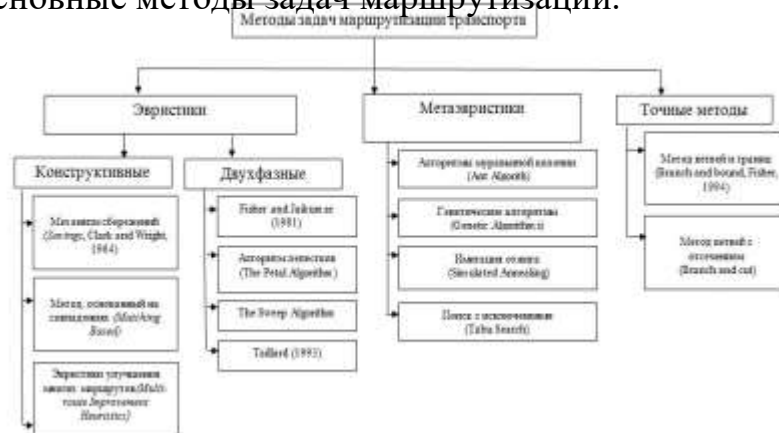 основные методы задач маршрутизации.
Методы задач маршрутизации транспорта
Эвристики
Метаэвристики
Точные методы
Конструктивные
Двухфазные
Механизм сбережений
(Savings, Clark and Wright,
1964)
Метод, основанный на
совпадениях (Matching
Based)
Эвристики улучшения
многих маршрутов (Multi-
route Improvement
Heuristics)
Fisher and Jaikumar
(1981)
Алгоритм лепестков
(The Petal Algorithm)
The Sweep Algorithm
Taillard (1993)
Алгоритмы муравьиной колонии
(Ant Algorith)
Генетические алгоритмы
(Genetic Algorithms)
Имитация отжига
(Simulated Annealing)
Поиск с исключениями
(Tabu Search)
Метод ветвей и границ
(Branch and bound, Fisher,
1994)
Метод ветвей с
отсечением
(Branch and cut)